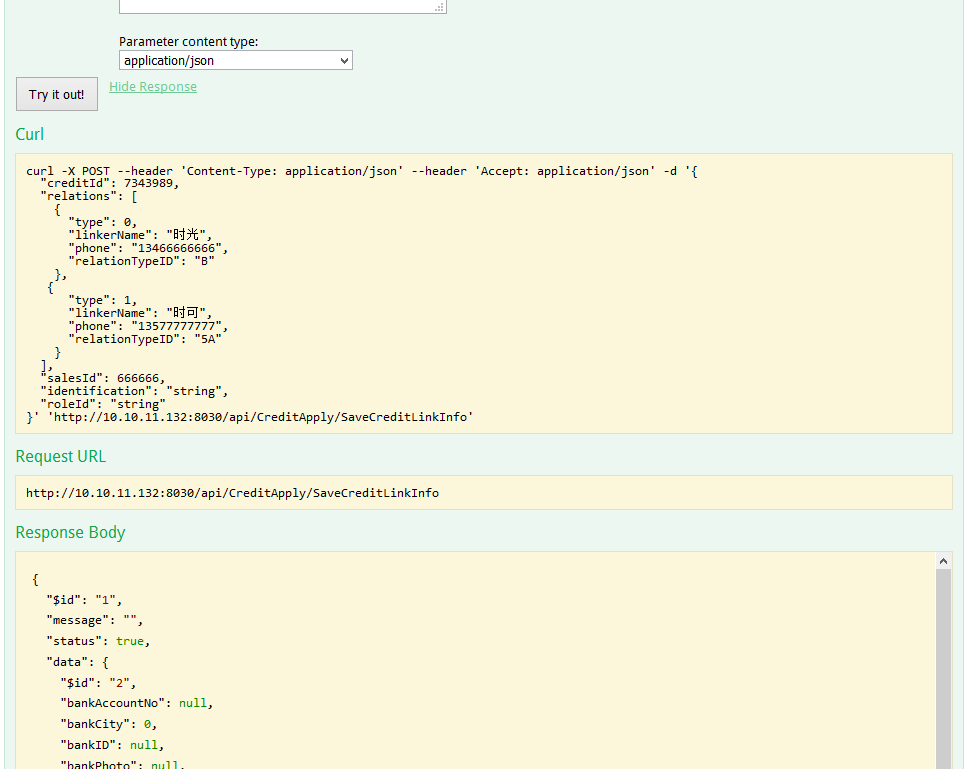 Parameter content type:
application/json
Try it out!
Hide Response
Curl
curl -X POST --header 'Content-Type: application/json' --header 'Accept: application/json' -d '{
  "creditId": 7343989,
  "relations": [
    {
      "type": 0,
      "linkerName": "时光",
      "phone": "13466666666",
      "relationTypeID": "B"
    },
   {
      "type": 1,
      "linkerName": "时可",
      "phone": "13577777777",
      "relationTypeID": "5A"
    }
  ],
  "salesId": 666666,
  "identification": "string",
  "roleId": "string"
}' 'http://10.10.11.132:8030/api/CreditApply/SaveCreditLinkInfo'
Request URL
http://10.10.11.132:8030/api/CreditApply/SaveCreditLinkInfo
Response Body
{
  "$id": "1",
  "message": "",
  "status": true,
  "data": {
    "$id": "2",
    "bankAccountNo": null,
    "bankCity": 0,
    "bankID": null,
    "bankPhoto": null,